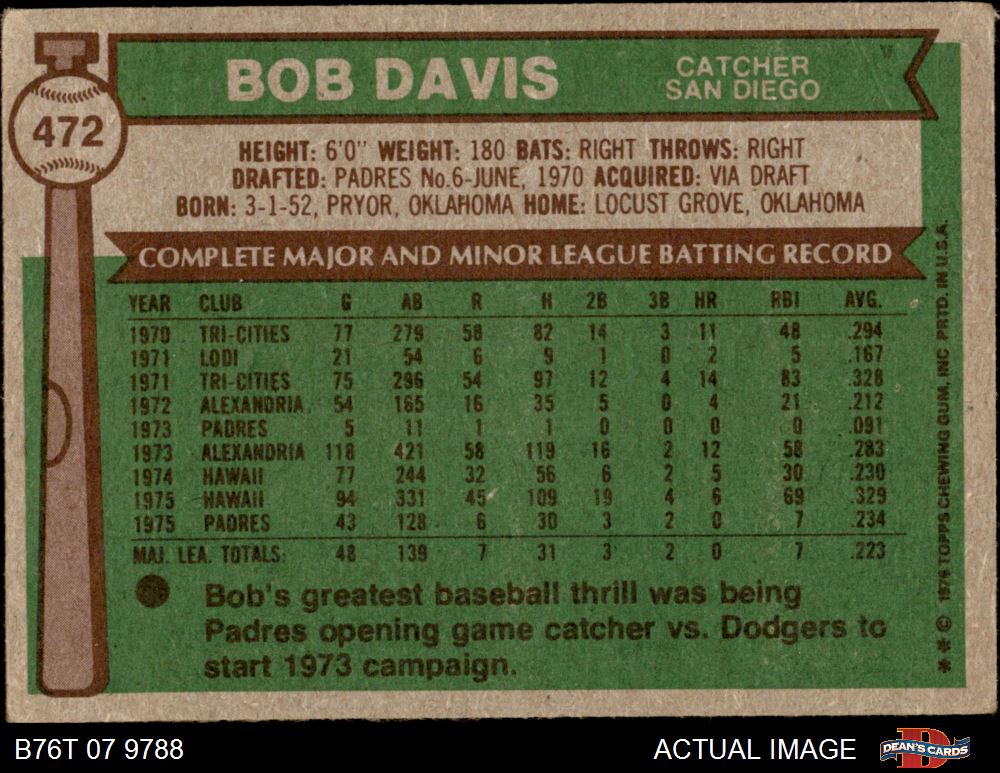 472
BOB DAVIS
CATCHER
SAN DIEGO
HEIGHT: 6'0" WEIGHT: 180 BATS: RIGHT THROWS: RIGHT
DRAFTED: PADRES No.6-JUNE, 1970 ACQUIRED: VIA DRAFT
BORN: 3-1-52, PRYOR, OKLAHOMA HOME: LOCUST GROVE, OKLAHOMA
COMPLETE MAJOR AND MINOR LEAGUE BATTING RECORD
YEAR CLUB G AB R H 2B 3B HR RBI AVG.
1970 TRI-CITIES 77 279 58 82 14 3 11 48 .294
1971 LODI 21 54 6 9 1 0 2 5 .167
1971 TRI-CITIES 75 296 54 97 12 4 14 83 .328
1972 ALEXANDRIA 54 165 16 35 5 0 4 21 .212
1973 PADRES 5 11 1 1 0 0 0 0 .091
1973 ALEXANDRIA 118 421 58 119 16 2 12 58 .283
1974 HAWAII 77 244 32 56 6 2 5 30 .230
1975 HAWAII 94 331 45 109 19 4 6 69 .329
1975 PADRES 43 128 6 30 3 2 0 7 .234
MAJ. LEA. TOTALS: 48 139 7 31 3 2 0 7 .223
Bob's greatest baseball thrill was being
Padres opening game catcher vs. Dodgers to
start 1973 campaign.
* * © 1976 TOPPS CHEWING GUM, INC PRTD. IN U.S.A.
B76T 07 9788
ACTUAL IMAGE
DEAN'S CARDS